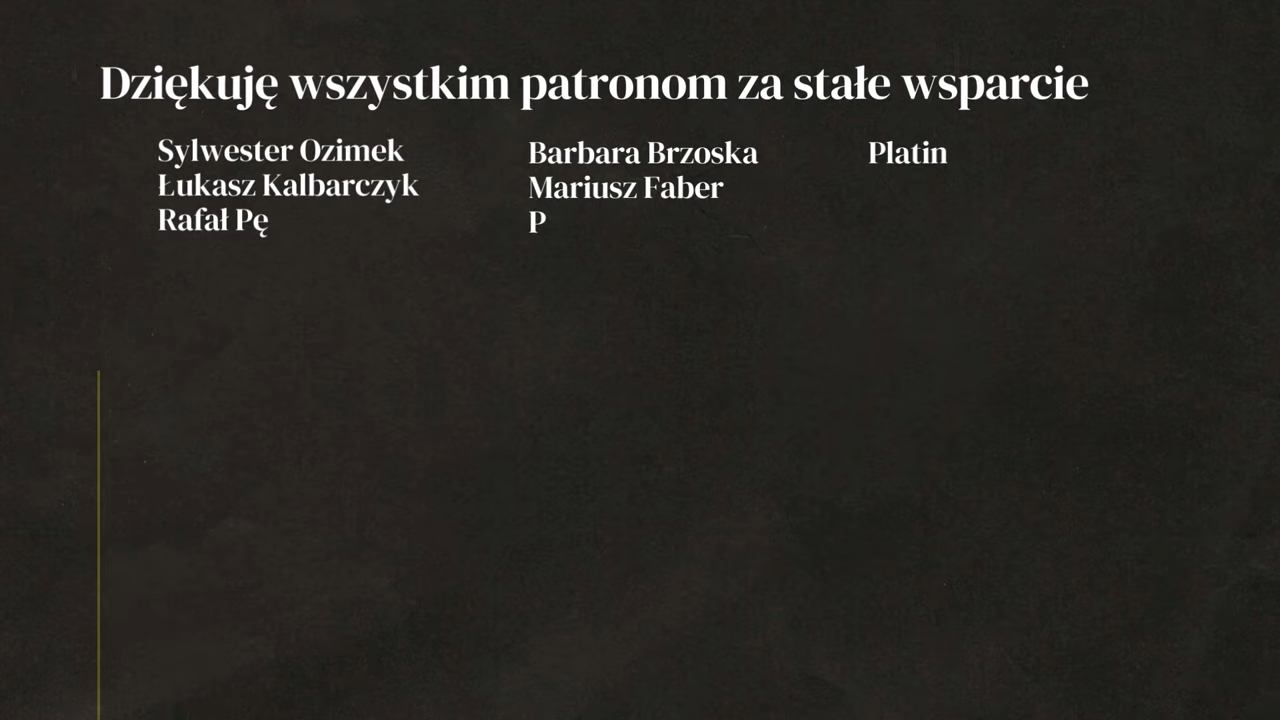 Dziękuję wszystkim patronom za stałe wsparcie
Sylwester Ozimek
Łukasz Kalbarczyk
Rafał Pę
Barbara Brzoska
Mariusz Faber
P
Platin